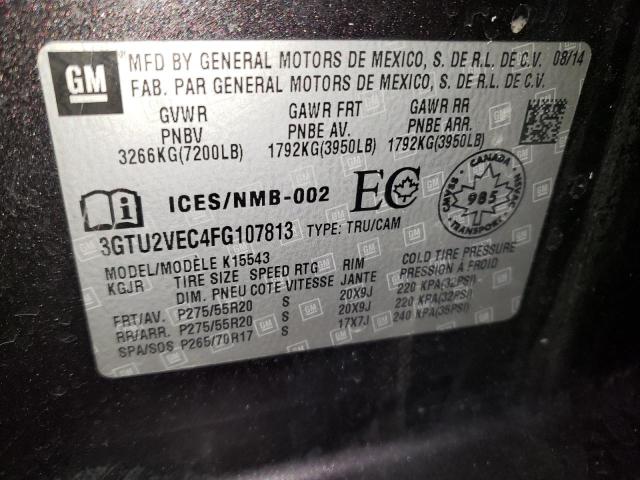 GM
MFD BY GENERAL MOTORS DE MEXICO, S. DE R.L. DE C.V. 08/14
FAB. PAR GENERAL MOTORS DE MEXICO, S. DE R.L. DE C.V.
GVWR GAWR FRT GAWR RR
PNBV PNBE AV. PNBE ARR.
3266KG(7200LB) 1792KG(3950LB) 1792KG(3950LB)
ICES/NMB-002 EC
CANADA
985
TRANSPORT
3GTU2VEC4FG107813 TYPE: TRU/CAM
MODEL/MODÈLE K15543
KGJR TIRE SIZE SPEED RTG RIM COLD TIRE PRESSURE
DIM. PNEU COTE VITESSE JANTE PRESSION À FROID
FRT/AV. P275/55R20 S 20X9J 220 KPA(32PSI)
RR/ARR. P275/55R20 S 20X9J 220 KPA(32PSI)
SPA/SOS P265/70R17 S 17X7J 240 KPA(35PSI)